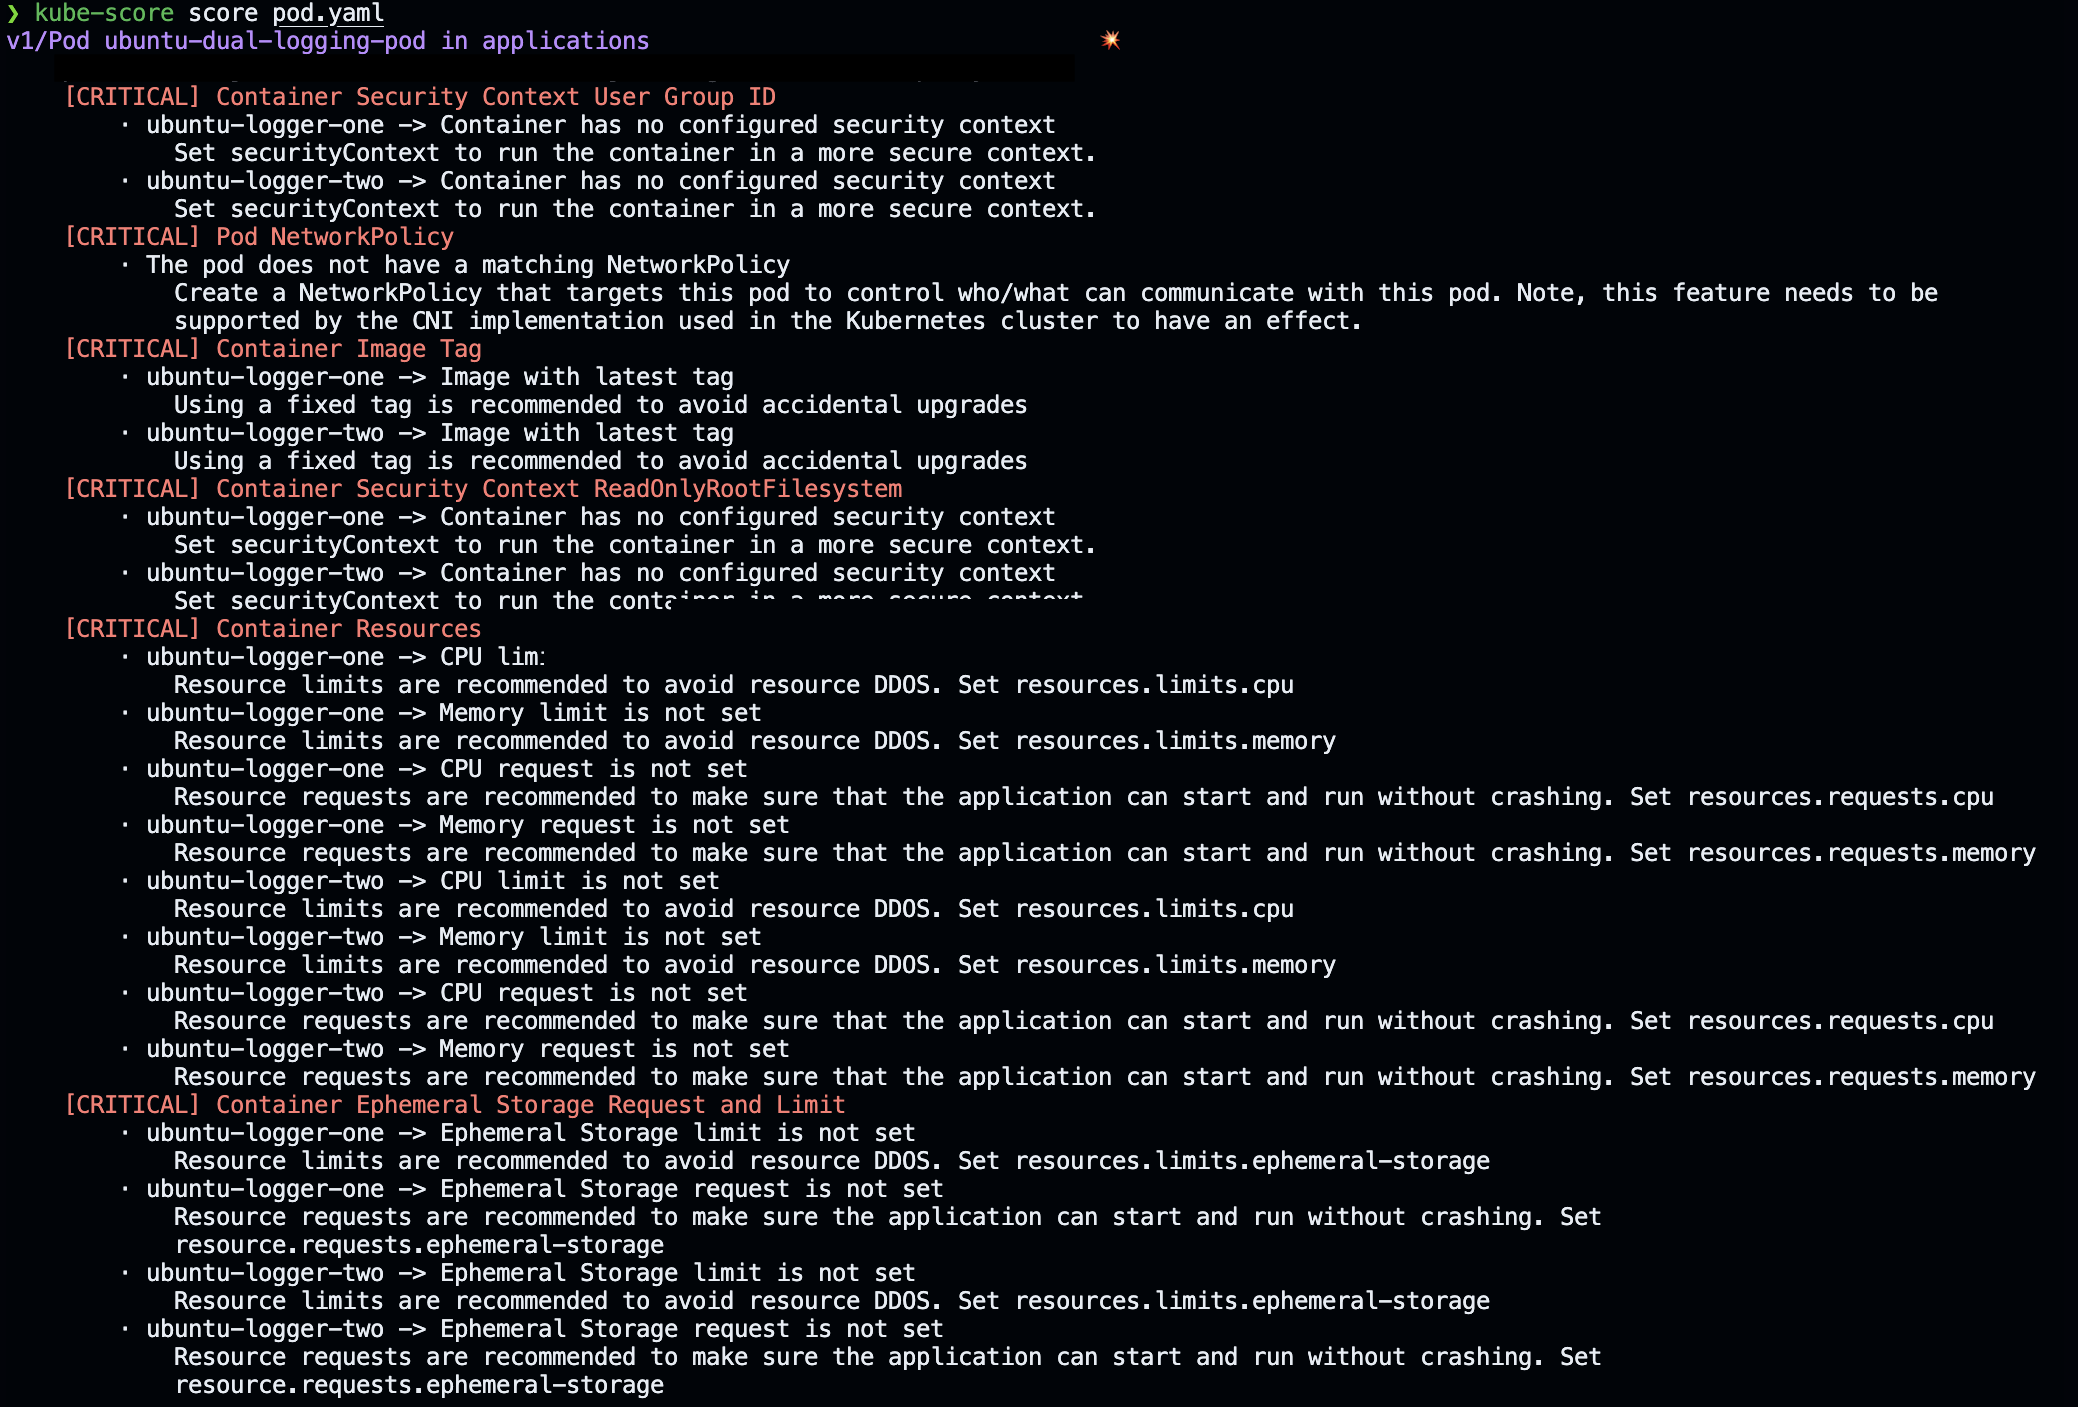 ❯ kube-score score pod.yaml
v1/Pod ubuntu-dual-logging-pod in applications 💥
[CRITICAL] Container Security Context User Group ID
· ubuntu-logger-one -> Container has no configured security context
Set securityContext to run the container in a more secure context.
· ubuntu-logger-two -> Container has no configured security context
Set securityContext to run the container in a more secure context.
[CRITICAL] Pod NetworkPolicy
· The pod does not have a matching NetworkPolicy
Create a NetworkPolicy that targets this pod to control who/what can communicate with this pod. Note, this feature needs to be
supported by the CNI implementation used in the Kubernetes cluster to have an effect.
[CRITICAL] Container Image Tag
· ubuntu-logger-one -> Image with latest tag
Using a fixed tag is recommended to avoid accidental upgrades
· ubuntu-logger-two -> Image with latest tag
Using a fixed tag is recommended to avoid accidental upgrades
[CRITICAL] Container Security Context ReadOnlyRootFilesystem
· ubuntu-logger-one -> Container has no configured security context
Set securityContext to run the container in a more secure context.
· ubuntu-logger-two -> Container has no configured security context
Set securityContext to run the container in a more secure context
[CRITICAL] Container Resources
· ubuntu-logger-one -> CPU
Resource limits are recommended to avoid resource DDOS. Set resources.limits.cpu
· ubuntu-logger-one -> Memory limit is not set
Resource limits are recommended to avoid resource DDOS. Set resources.limits.memory
· ubuntu-logger-one -> CPU request is not set
Resource requests are recommended to make sure that the application can start and run without crashing. Set resources.requests.cpu
· ubuntu-logger-one -> Memory request is not set
Resource requests are recommended to make sure that the application can start and run without crashing. Set resources.requests.memory
· ubuntu-logger-two -> CPU limit is not set
Resource limits are recommended to avoid resource DDOS. Set resources.limits.cpu
· ubuntu-logger-two -> Memory limit is not set
Resource limits are recommended to avoid resource DDOS. Set resources.limits.memory
· ubuntu-logger-two -> CPU request is not set
Resource requests are recommended to make sure that the application can start and run without crashing. Set resources.requests.cpu
· ubuntu-logger-two -> Memory request is not set
Resource requests are recommended to make sure that the application can start and run without crashing. Set resources.requests.memory
[CRITICAL] Container Ephemeral Storage Request and Limit
· ubuntu-logger-one -> Ephemeral Storage limit is not set
Resource limits are recommended to avoid resource DDOS. Set resources.limits.ephemeral-storage
· ubuntu-logger-one -> Ephemeral Storage request is not set
Resource requests are recommended to make sure the application can start and run without crashing. Set
resource.requests.ephemeral-storage
· ubuntu-logger-two -> Ephemeral Storage limit is not set
Resource limits are recommended to avoid resource DDOS. Set resources.limits.ephemeral-storage
· ubuntu-logger-two -> Ephemeral Storage request is not set
Resource requests are recommended to make sure the application can start and run without crashing. Set
resource.requests.ephemeral-storage